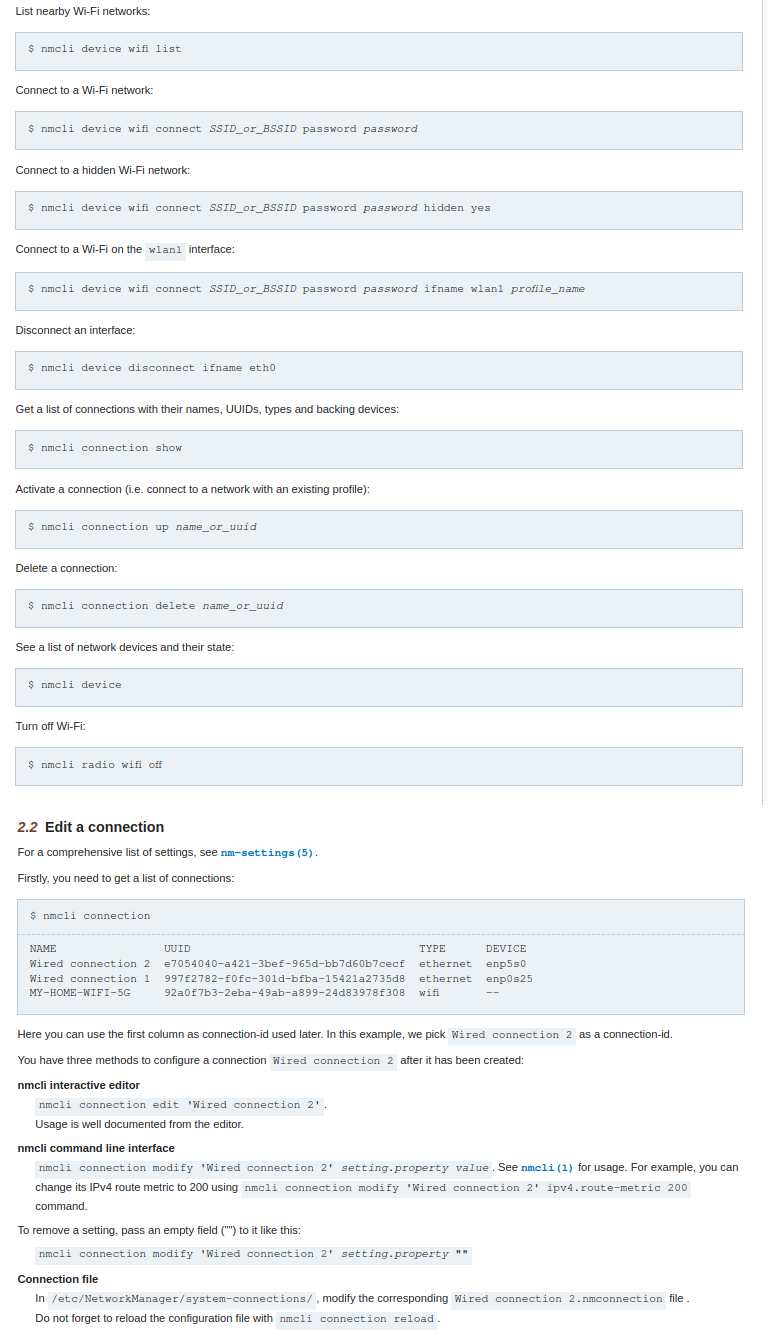 List nearby Wi-Fi networks:
$ nmcli device wifi list
Connect to a Wi-Fi network:
$ nmcli device wifi connect SSID_or_BSSID password password
Connect to a hidden Wi-Fi network:
$ nmcli device wifi connect SSID_or_BSSID password password hidden yes
Connect to a Wi-Fi on the wlan1 interface:
$ nmcli device wifi connect SSID_or_BSSID password password ifname wlan1 profile_name
Disconnect an interface:
$ nmcli device disconnect ifname eth0
Get a list of connections with their names, UUIDs, types and backing devices:
$ nmcli connection show
Activate a connection (i.e. connect to a network with an existing profile):
$ nmcli connection up name_or_uuid
Delete a connection:
$ nmcli connection delete name_or_uuid
See a list of network devices and their state:
$ nmcli device
Turn off Wi-Fi:
$ nmcli radio wifi off
2.2 Edit a connection
For a comprehensive list of settings, see nm-settings(5).
Firstly, you need to get a list of connections:
$ nmcli connection
NAME UUID TYPE DEVICE
Wired connection 2 e7054040-a421-3bef-965d-bb7d60b7cecf ethernet enp5s0
Wired connection 1 997f2782-f0fc-301d-bfba-15421a2735d8 ethernet enp0s25
MY-HOME-WIFI-5G 92a0f7b3-2eba-49ab-a899-24d83978f308 wifi --
Here you can use the first column as connection-id used later. In this example, we pick Wired connection 2 as a connection-id.
You have three methods to configure a connection Wired connection 2 after it has been created:
nmcli interactive editor
nmcli connection edit 'Wired connection 2'.
Usage is well documented from the editor.
nmcli command line interface
nmcli connection modify 'Wired connection 2' setting.property value. See nmcli(1) for usage. For example, you can
change its IPv4 route metric to 200 using nmcli connection modify 'Wired connection 2' ipv4.route-metric 200
command.
To remove a setting, pass an empty field ("") to it like this:
nmcli connection modify 'Wired connection 2' setting.property ""
Connection file
In /etc/NetworkManager/system-connections/, modify the corresponding Wired connection 2.nmconnection file .
Do not forget to reload the configuration file with nmcli connection reload.